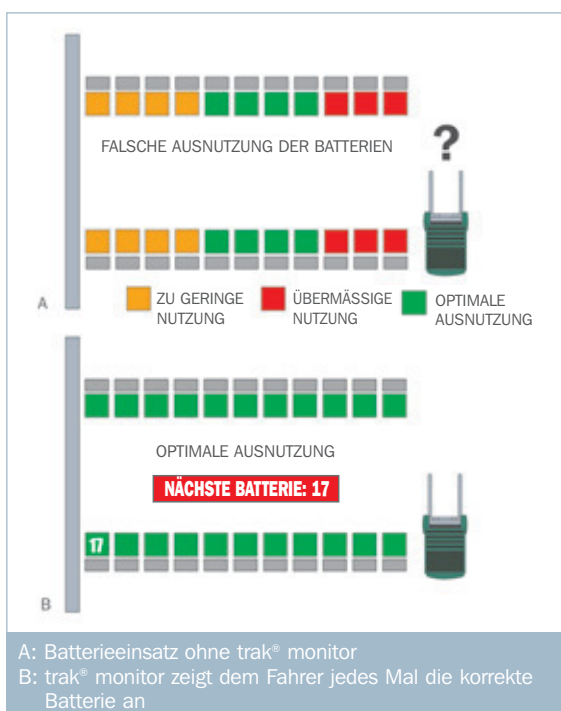 FALSCHE AUSNUTZUNG DER BATTERIEN
?
A
ZU GERINGE
NUTZUNG
ÜBERMÄSSIGE
NUTZUNG
OPTIMALE
AUSNUTZUNG
OPTIMALE AUSNUTZUNG
NÄCHSTE BATTERIE: 17
17
B
A: Batterieeinsatz ohne trak® monitor
B: trak® monitor zeigt dem Fahrer jedes Mal die korrekte
Batterie an